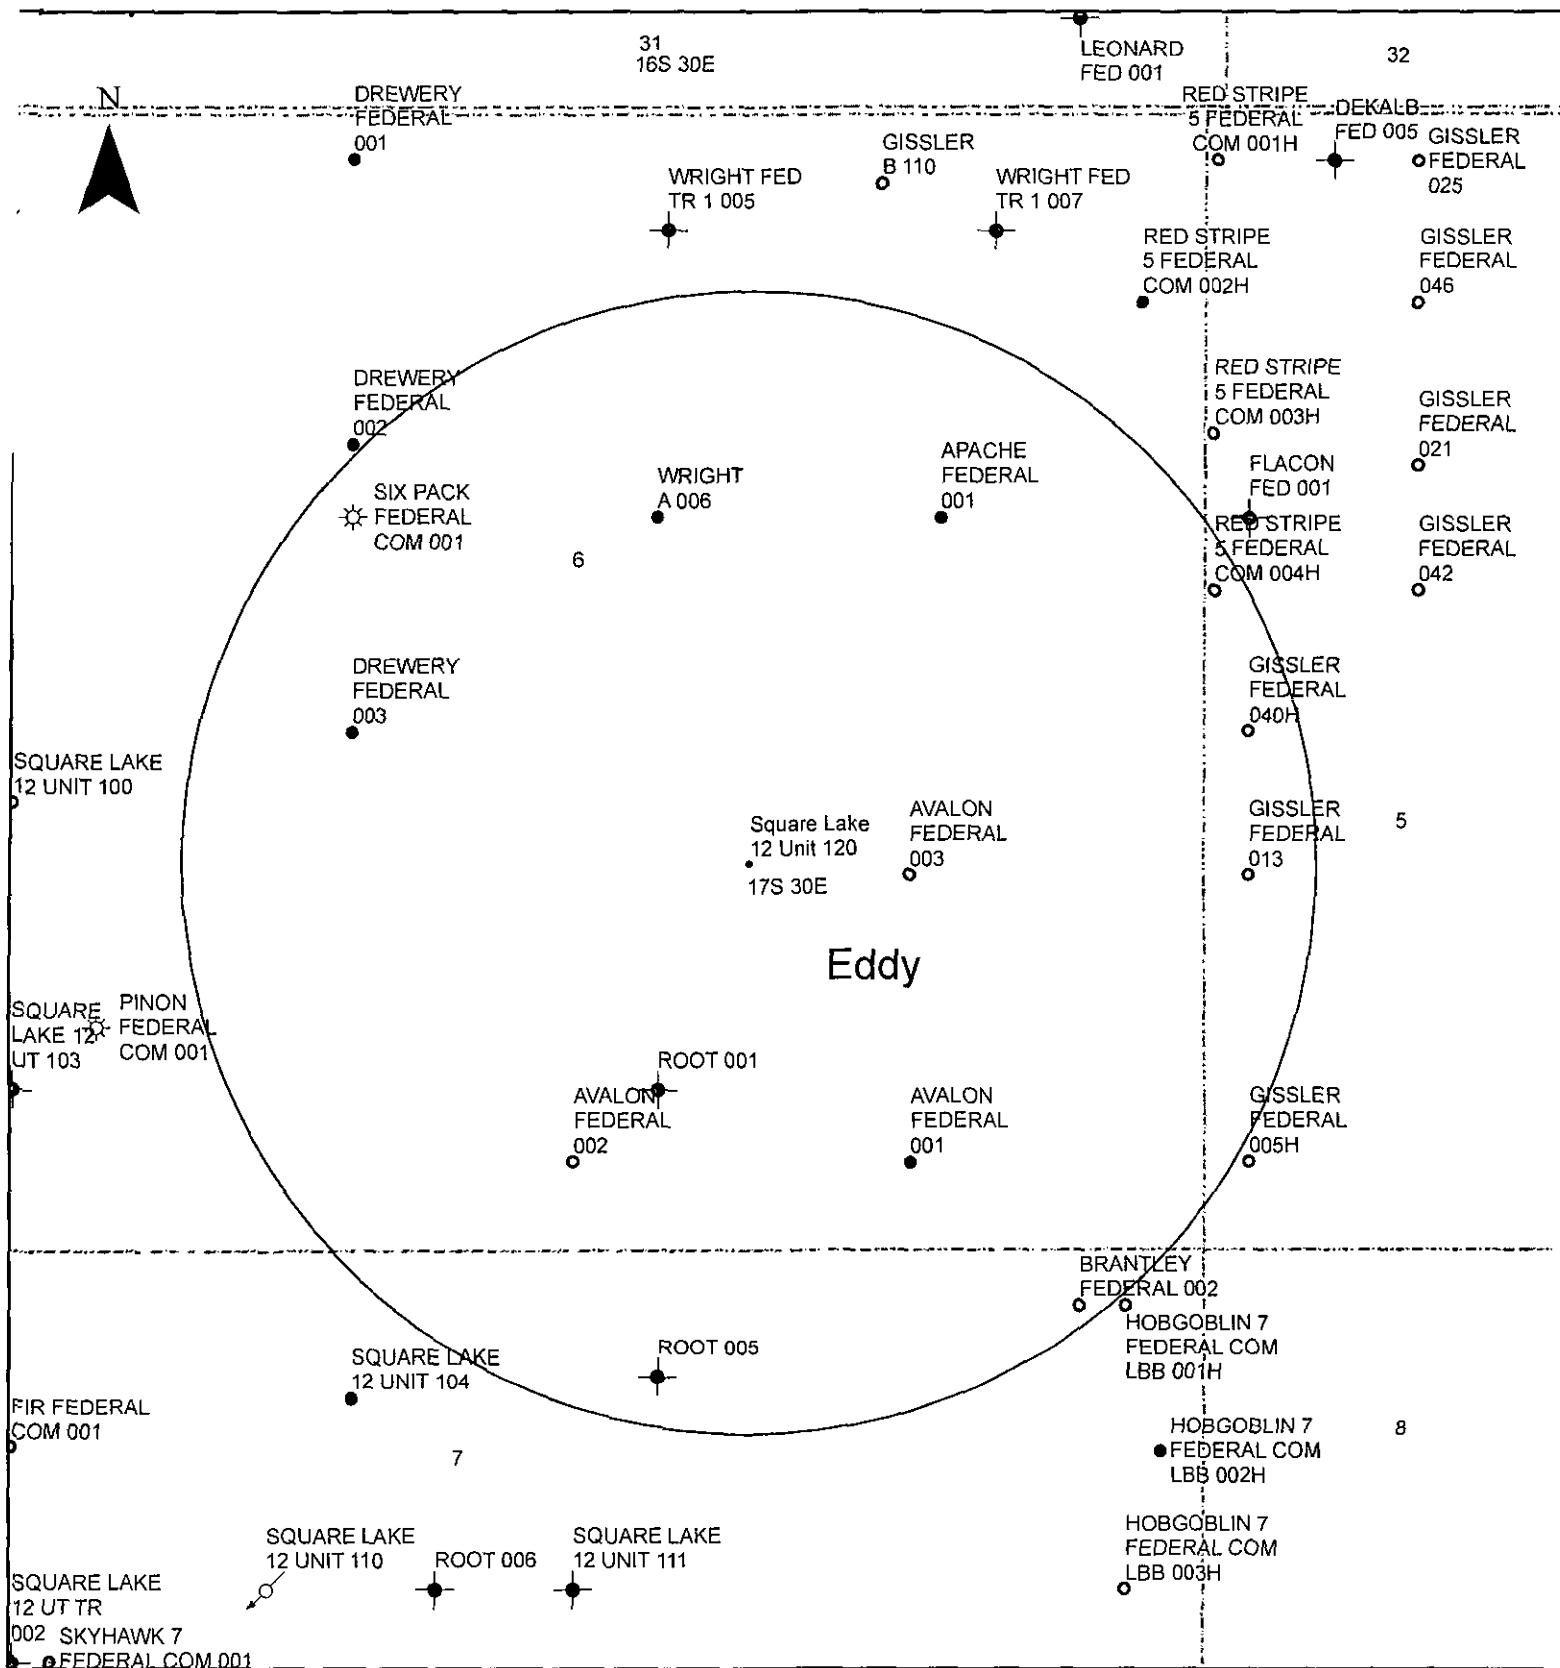 31
16S 30E
LEONARD
FED 001
32
N
DREWERY
FEDERAL
001
RED STRIPE
5 FEDERAL
COM 001H
DEKALB
FED 005
GISSLER
FEDERAL
025
GISSLER
B 110
WRIGHT FED
TR 1 005
WRIGHT FED
TR 1 007
RED STRIPE
5 FEDERAL
COM 002H
GISSLER
FEDERAL
046
DREWERY
FEDERAL
002
RED STRIPE
5 FEDERAL
COM 003H
GISSLER
FEDERAL
021
SIX PACK
FEDERAL
COM 001
WRIGHT
A 006
APACHE
FEDERAL
001
FLACON
FED 001
RED STRIPE
5 FEDERAL
COM 004H
GISSLER
FEDERAL
042
6
DREWERY
FEDERAL
003
GISSLER
FEDERAL
040H
SQUARE LAKE
12 UNIT 100
Square Lake
12 Unit 120
17S 30E
AVALON
FEDERAL
003
GISSLER
FEDERAL
013
5
Eddy
SQUARE
LAKE 12
UT 103
PINON
FEDERAL
COM 001
ROOT 001
AVALON
FEDERAL
002
AVALON
FEDERAL
001
GISSLER
FEDERAL
005H
BRANTLEY
FEDERAL 002
HOBGOBLIN 7
FEDERAL COM
LBB 001H
SQUARE LAKE
12 UNIT 104
ROOT 005
FIR FEDERAL
COM 001
7
HOBGOBLIN 7
FEDERAL COM
LBB 002H
8
SQUARE LAKE
12 UNIT 110
ROOT 006
SQUARE LAKE
12 UNIT 111
HOBGOBLIN 7
FEDERAL COM
LBB 003H
SQUARE LAKE
12 UT TR
002
SKYHAWK 7
FEDERAL COM 001